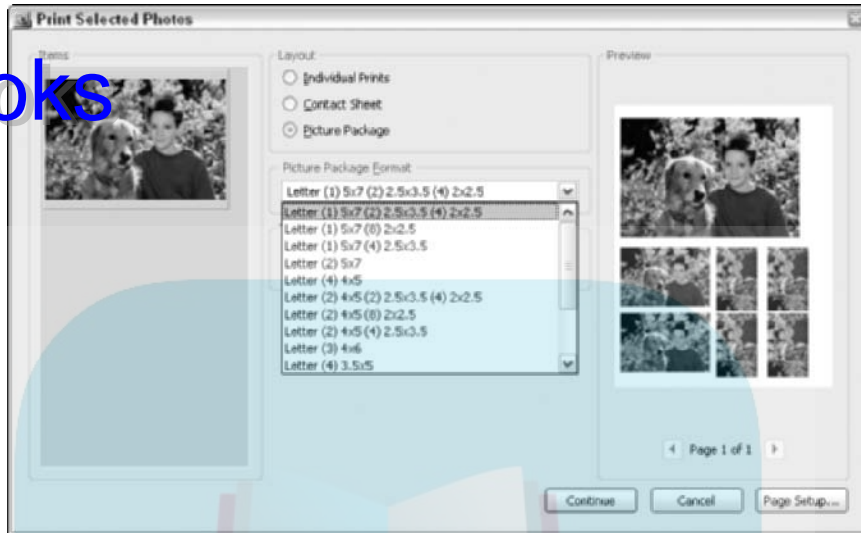 Print Selected Photos
Items
oks
Layout
Individual Prints
Contact Sheet
Picture Package
Picture Package Format
Letter (1) 5x7 (2) 2.5x3.5 (4) 2x2.5
Letter (1) 5x7 (2) 2.5x3.5 (4) 2x2.5
Letter (1) 5x7 (8) 2x2.5
Letter (1) 5x7 (4) 2.5x3.5
Letter (2) 5x7
Letter (4) 4x5
Letter (2) 4x5 (2) 2.5x3.5 (4) 2x2.5
Letter (2) 4x5 (8) 2x2.5
Letter (2) 4x5 (4) 2.5x3.5
Letter (3) 4x6
Letter (4) 3.5x5
Preview
Page 1 of 1
Continue
Cancel
Page Setup...